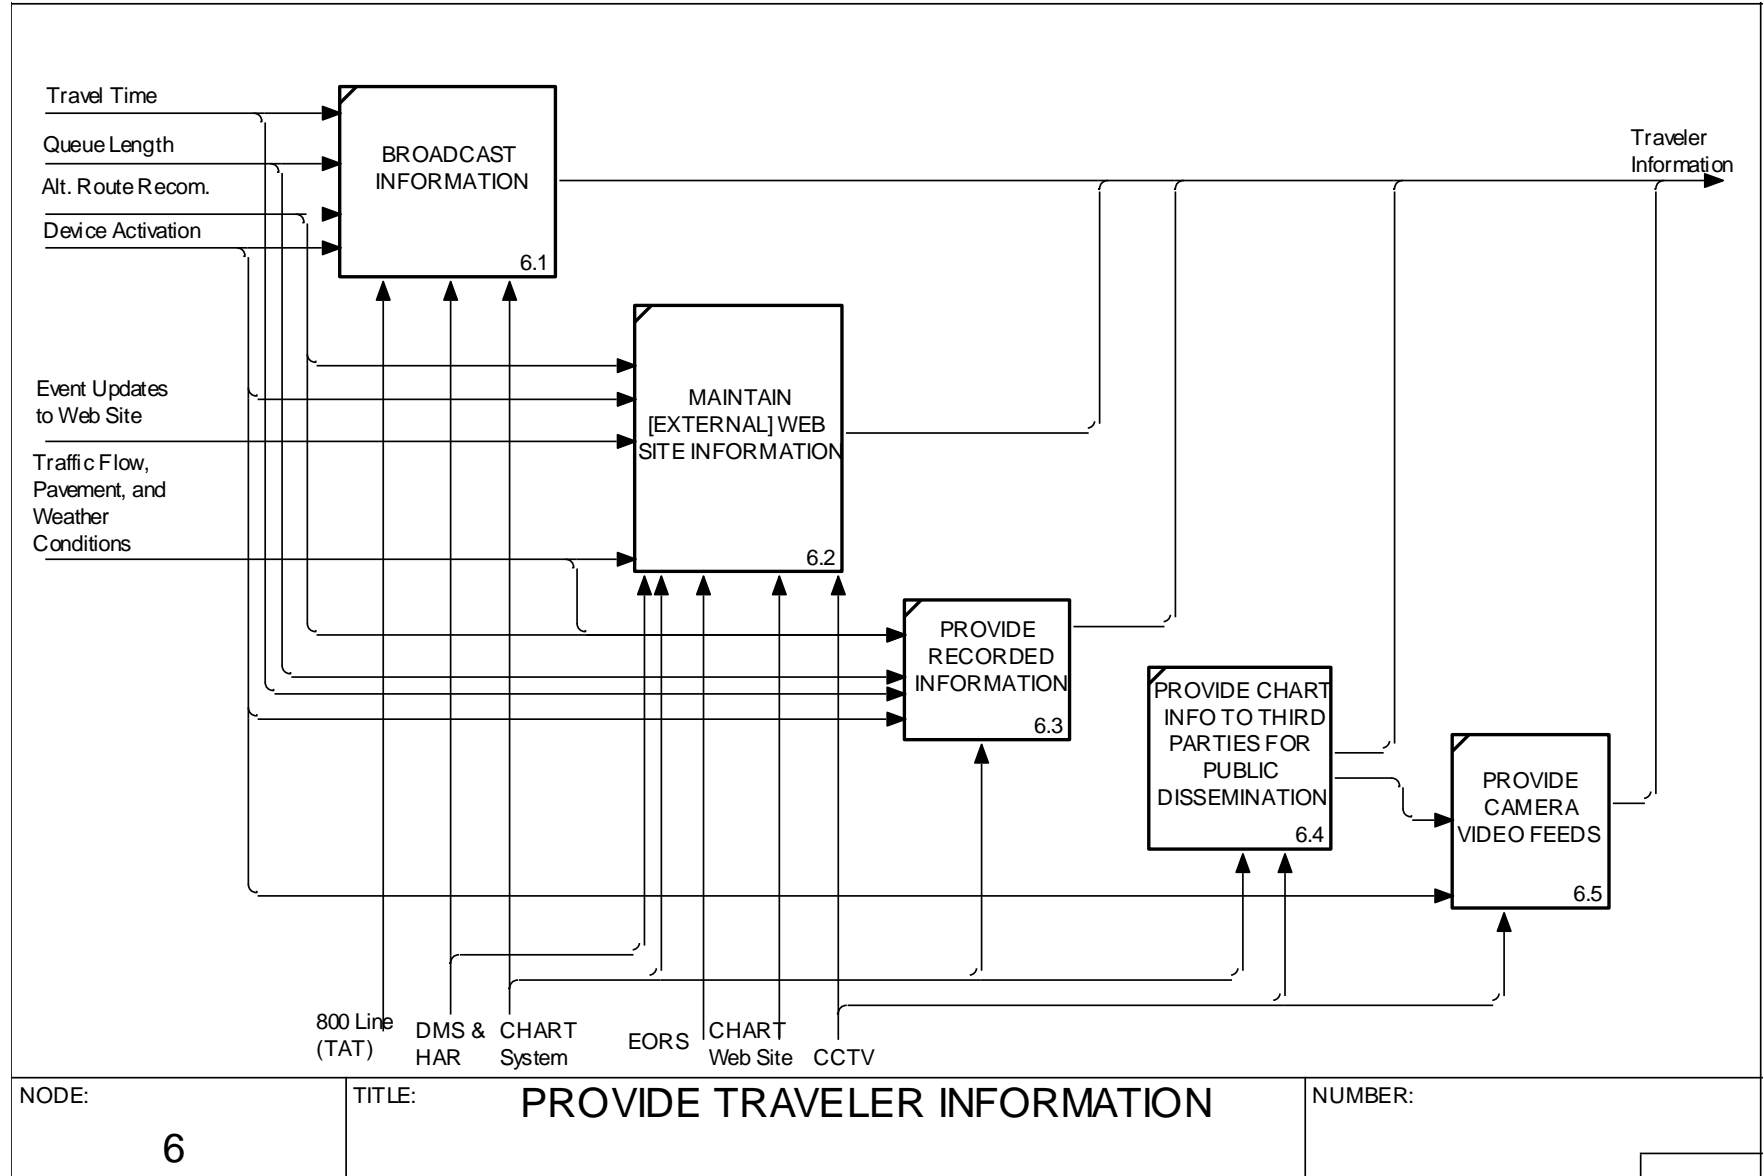 Travel Time
Queue Length
Alt. Route Recom.
Device Activation
BROADCAST
INFORMATION
6.1
Traveler
Information
Event Updates
to Web Site
Traffic Flow,
Pavement, and
Weather
Conditions
MAINTAIN
[EXTERNAL] WEB
SITE INFORMATION
6.2
PROVIDE
RECORDED
INFORMATION
6.3
PROVIDE CHART
INFO TO THIRD
PARTIES FOR
PUBLIC
DISSEMINATION
6.4
PROVIDE
CAMERA
VIDEO FEEDS
6.5
800 Line
(TAT)
DMS &
HAR
CHART
System
EORS
CHART
Web Site
CCTV
NODE:
6
TITLE:
PROVIDE TRAVELER INFORMATION
NUMBER: